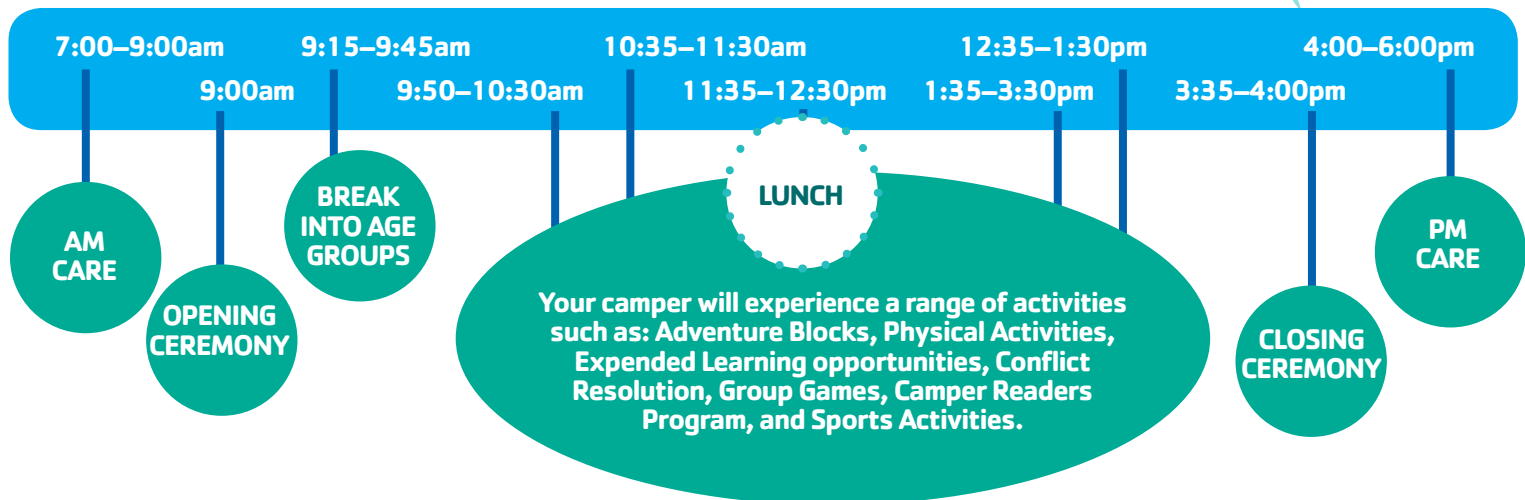 7:00–9:00am 9:15–9:45am 10:35–11:30am 12:35–1:30pm 4:00–6:00pm
9:00am 9:50–10:30am 11:35–12:30pm 1:35–3:30pm 3:35–4:00pm
AM
CARE
OPENING
CEREMONY
BREAK
INTO AGE
GROUPS
LUNCH
Your camper will experience a range of activities
such as: Adventure Blocks, Physical Activities,
Expended Learning opportunities, Conflict
Resolution, Group Games, Camper Readers
Program, and Sports Activities.
CLOSING
CEREMONY
PM
CARE